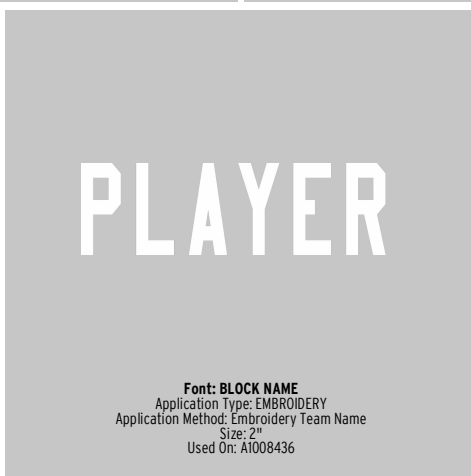 PLAYER
Font: BLOCK NAME
Application Type: EMBROIDERY
Application Method: Embroidery Team Name
Size: 2"
Used On: A1008436